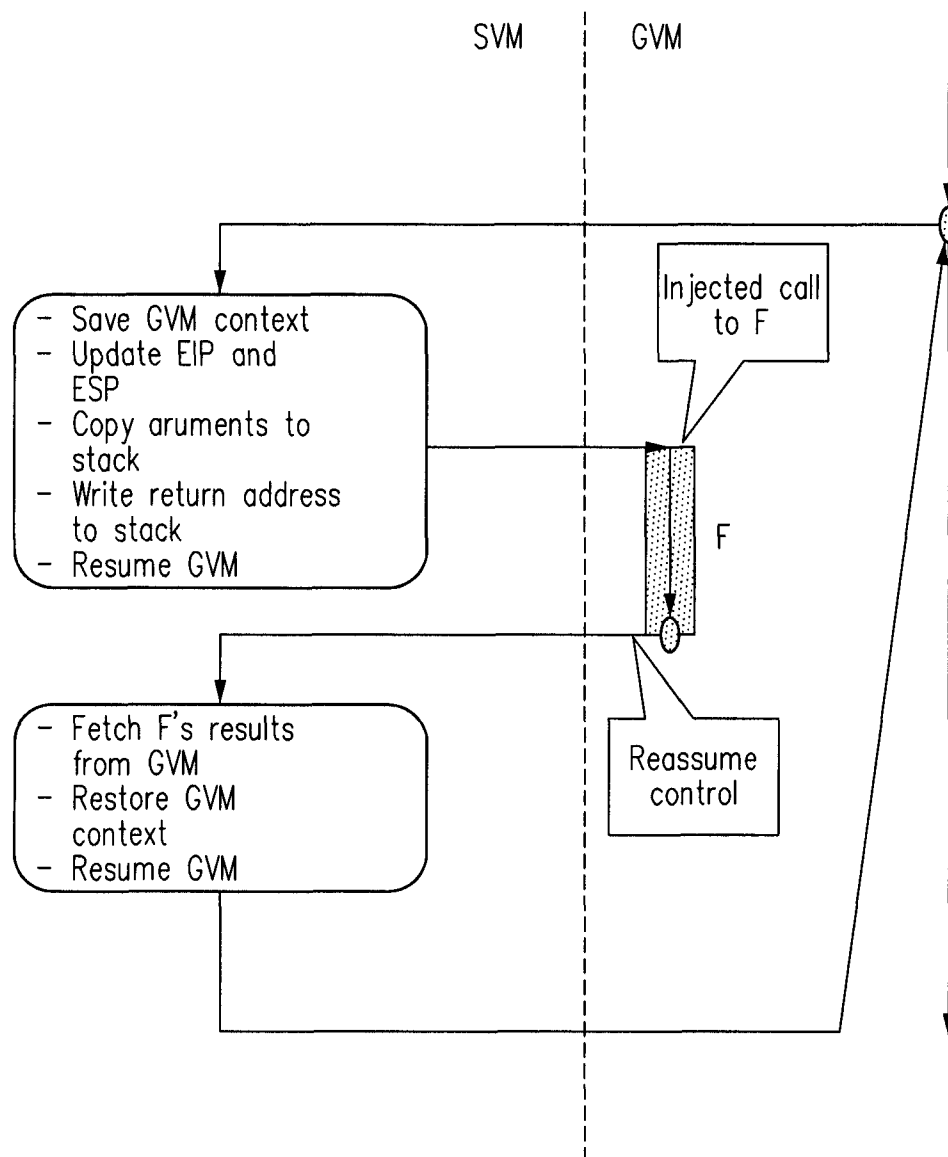 SVM
GVM
Injected call
to F
- Save GVM context
- Update EIP and
ESP
- Copy aruments to
stack
- Write return address
to stack
- Resume GVM
F
- Fetch F's results
from GVM
- Restore GVM
context
- Resume GVM
Reassume
control